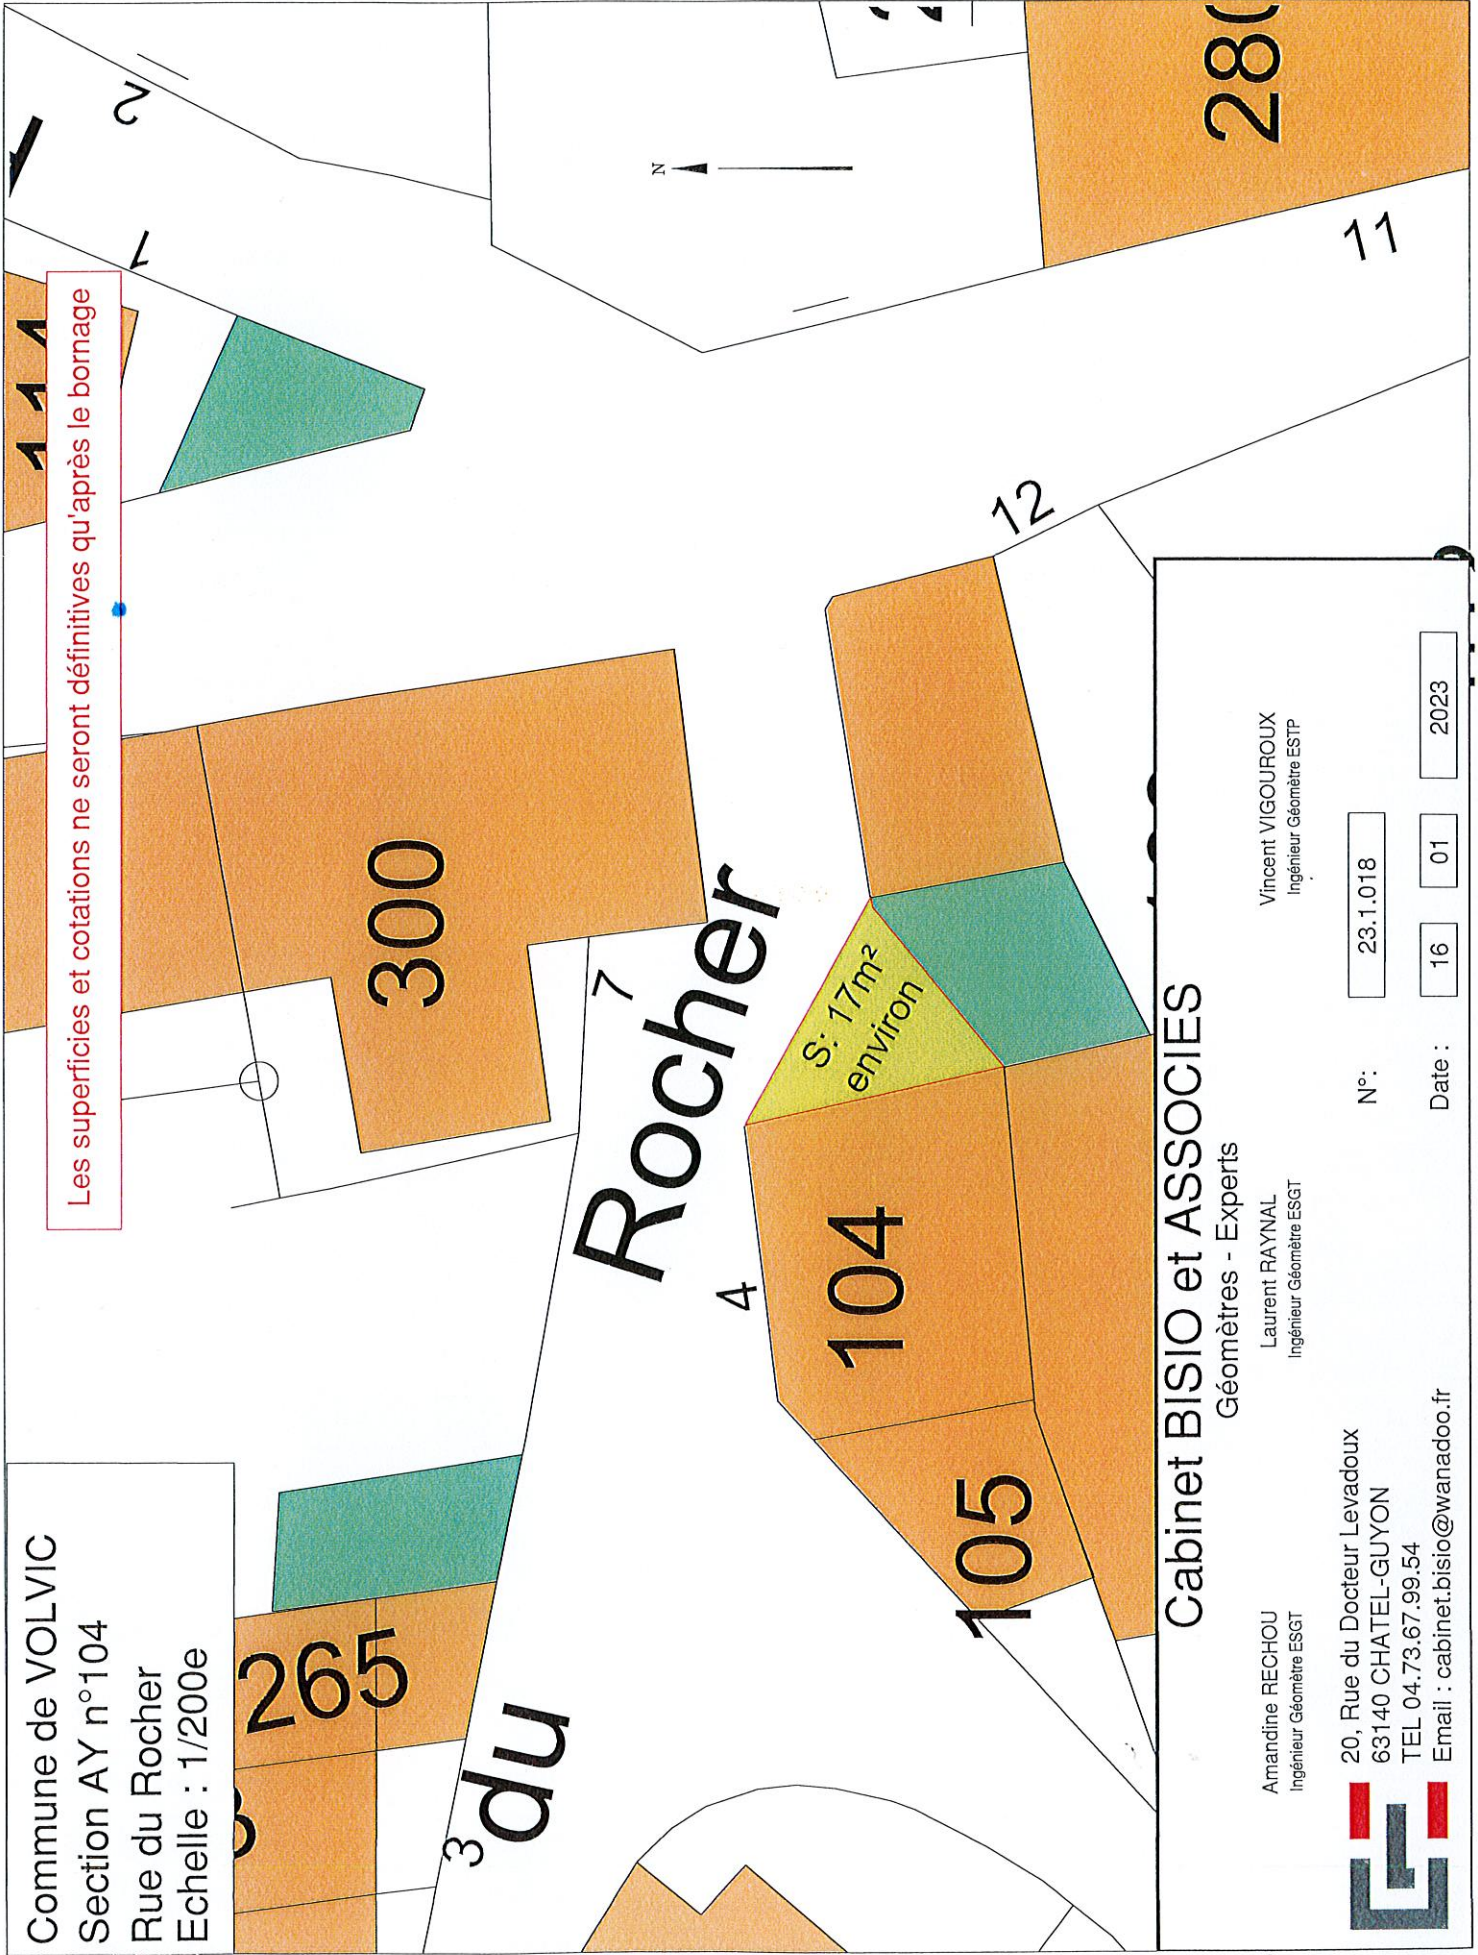 Commune de VOLVIC
Section AY n°104
Rue du Rocher
Echelle : 1/200e
Les superficies et cotations ne seront définitives qu'après le bornage
1
2
265
3
du
300
7
Rocher
4
N
S: 17m²
environ
104
105
12
11
Cabinet BISIO et ASSOCIES
Géomètres - Experts
Amandine RECHOU
Ingénieur Géomètre ESGT
Laurent RAYNAL
Ingénieur Géomètre ESGT
Vincent VIGOUROUX
Ingénieur Géomètre ESTP
20, Rue du Docteur Levadoux
63140 CHATEL-GUYON
TEL 04.73.67.99.54
Email : cabinet.bisio@wanadoo.fr
N°: 23.1.018
Date : 16 01 2023